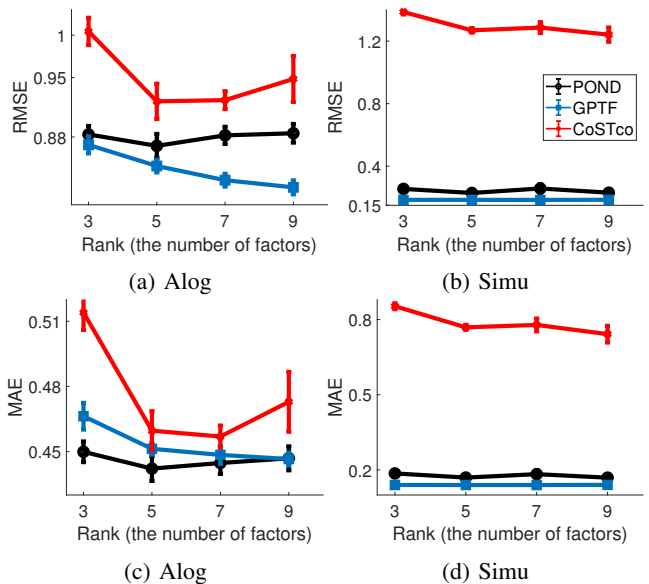 RMSE
1
0.95
0.88
3 5 7 9
Rank (the number of factors)
(a) Alog
RMSE
1.2
0.8
0.4
0.15
POND
GPTF
CoSTco
3 5 7 9
Rank (the number of factors)
(b) Simu
MAE
0.51
0.48
0.45
3 5 7 9
Rank (the number of factors)
(c) Alog
MAE
0.8
0.5
0.2
3 5 7 9
Rank (the number of factors)
(d) Simu